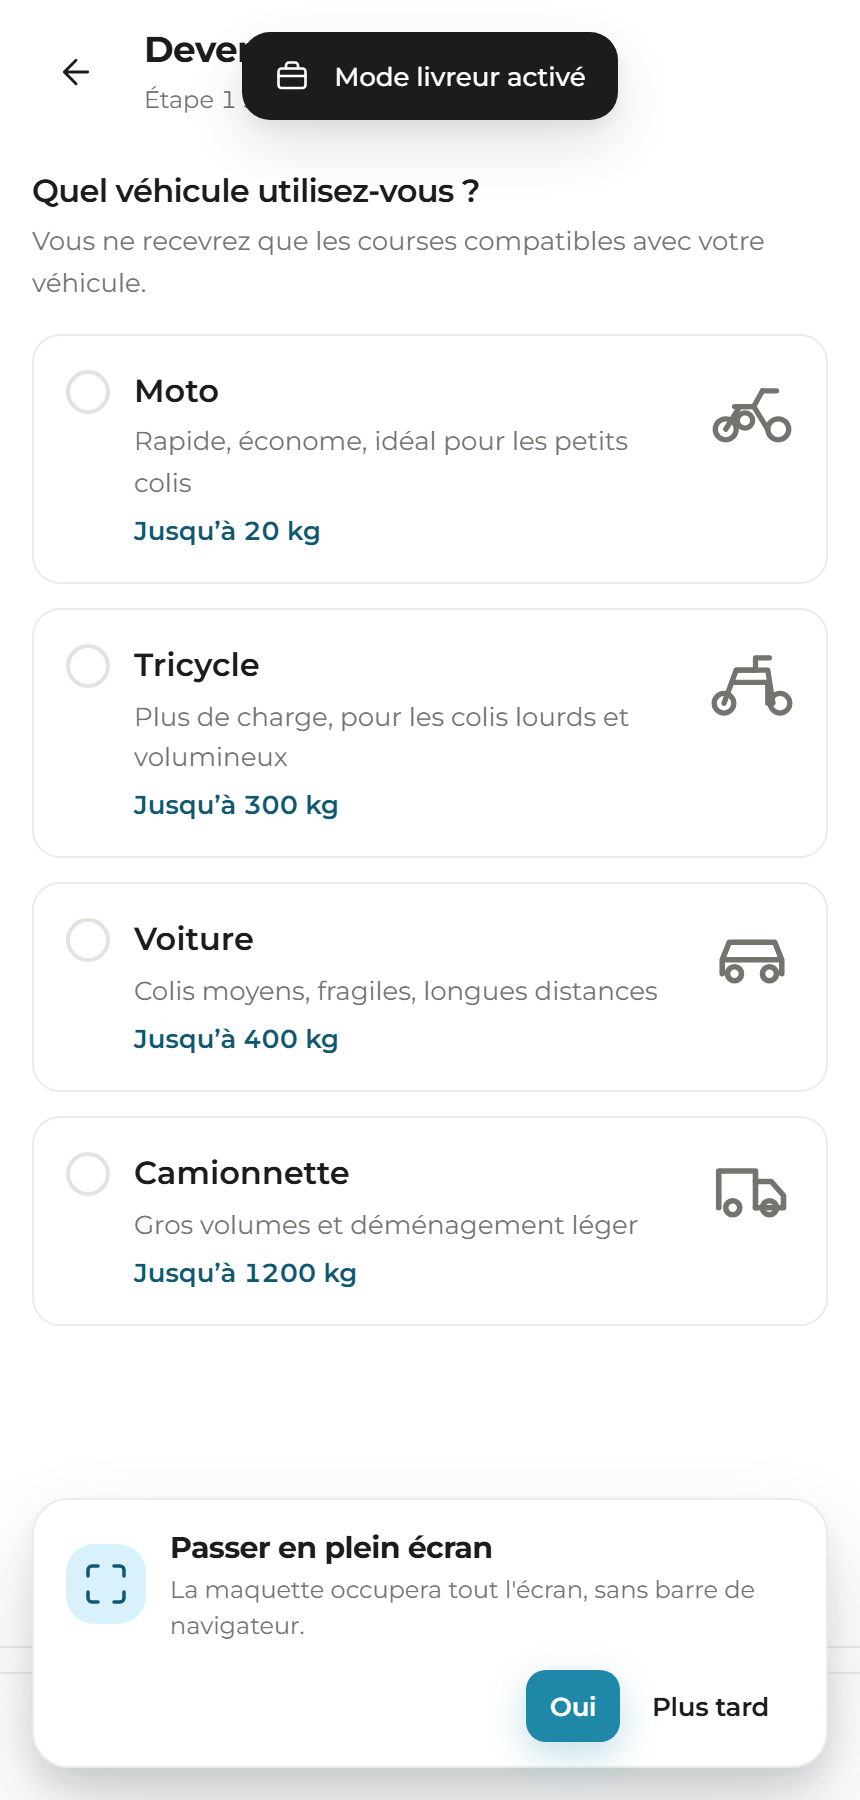 Mode livreur activé
Étape 1
Quel véhicule utilisez-vous ?
Vous ne recevrez que les courses compatibles avec votre
véhicule.
Moto
Rapide, économe, idéal pour les petits
colis
Jusqu’à 20 kg
Tricycle
Plus de charge, pour les colis lourds et
volumineux
Jusqu’à 300 kg
Voiture
Colis moyens, fragiles, longues distances
Jusqu’à 400 kg
Camionnette
Gros volumes et déménagement léger
Jusqu’à 1200 kg
Passer en plein écran
La maquette occupera tout l'écran, sans barre de
navigateur.
Oui
Plus tard